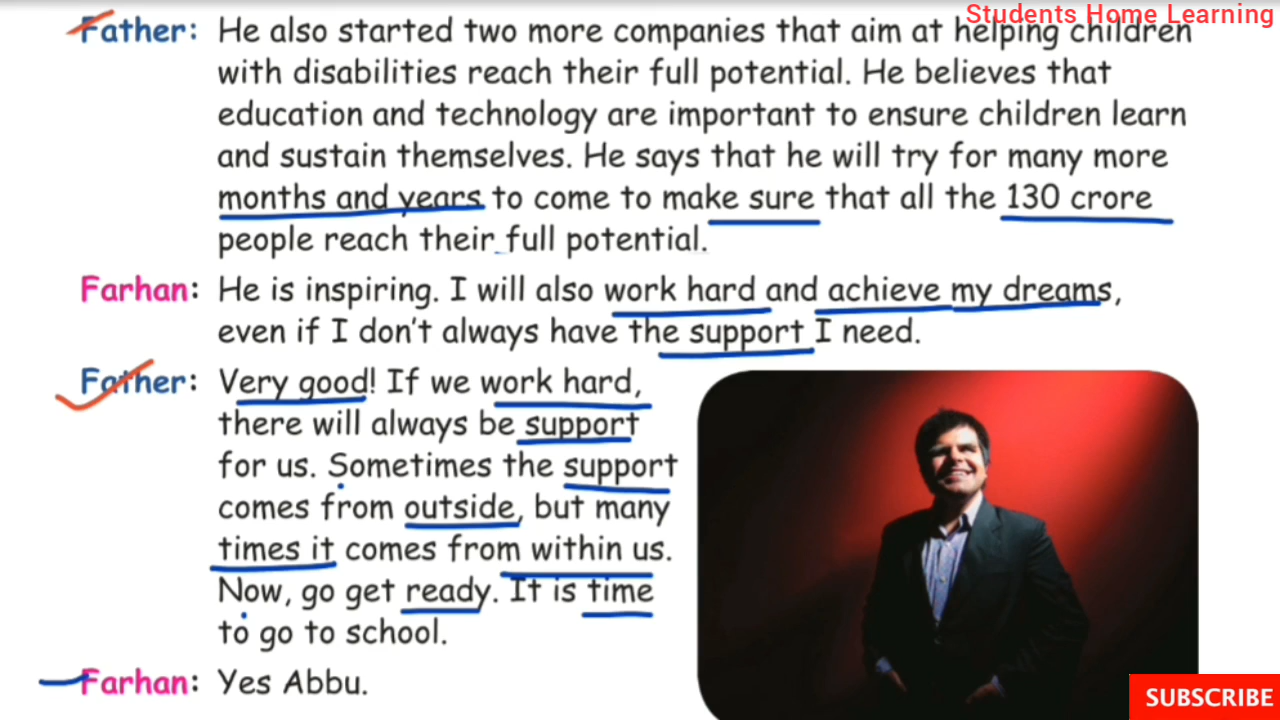 Students Home Learning
Father: He also started two more companies that aim at helping children
with disabilities reach their full potential. He believes that
education and technology are important to ensure children learn
and sustain themselves. He says that he will try for many more
months and years to come to make sure that all the 130 crore
people reach their full potential.
Farhan: He is inspiring. I will also work hard and achieve my dreams,
even if I don't always have the support I need.
Father: Very good! If we work hard,
there will always be support
for us. Sometimes the support
comes from outside, but many
times it comes from within us.
Now, go get ready. It is time
to go to school.
Farhan: Yes Abbu.
SUBSCRIBE